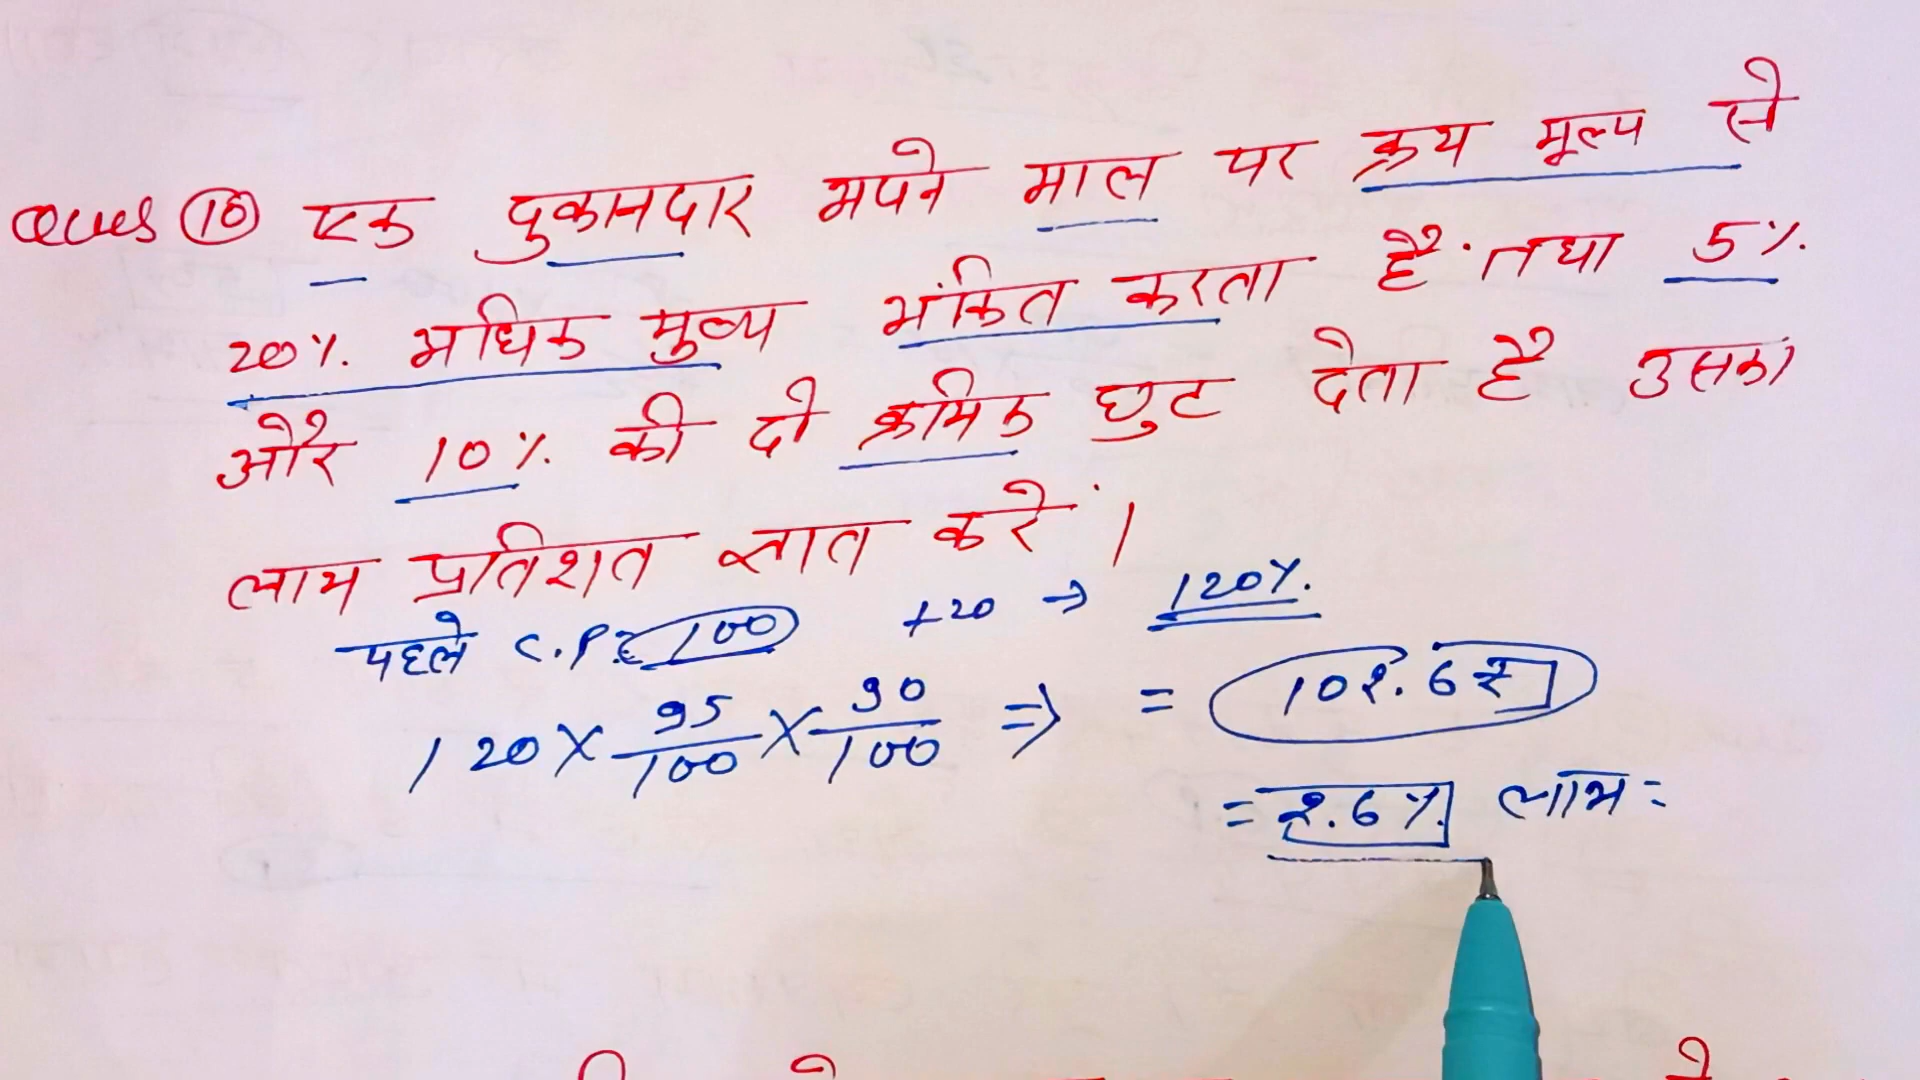 Ques 10 एक दुकानदार अपने माल पर क्रय मूल्य से
20%. अधिक मुल्य अंकित करता है. तथा 5%.
और 10%. की दो क्रमिक छुट देता है उसका
लाभ प्रतिशत ज्ञात करें।
पहले C.P = 100 +20 → 120%.
120 × 95/100 × 90/100 ⇒ = 102.6 रु
= 2.6%. लाभ =